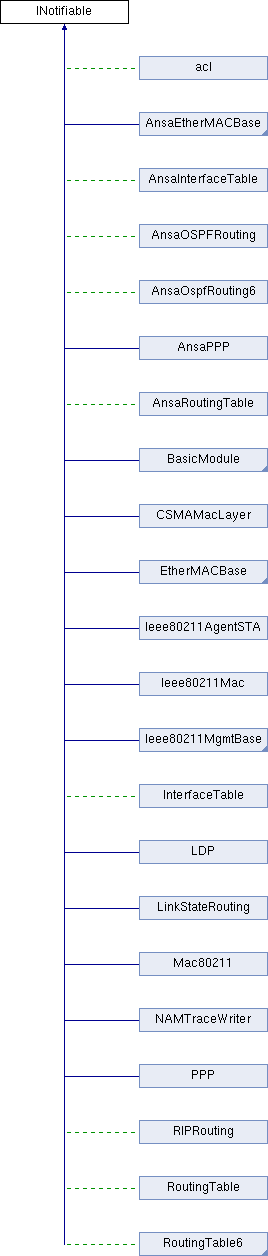 INotifiable
acl
AnsaEtherMACBase
AnsaInterfaceTable
AnsaOSPFRouting
AnsaOspfRouting6
AnsaPPP
AnsaRoutingTable
BasicModule
CSMAMacLayer
EtherMACBase
Ieee80211AgentSTA
Ieee80211Mac
Ieee80211MgmtBase
InterfaceTable
LDP
LinkStateRouting
Mac80211
NAMTraceWriter
PPP
RIPRouting
RoutingTable
RoutingTable6